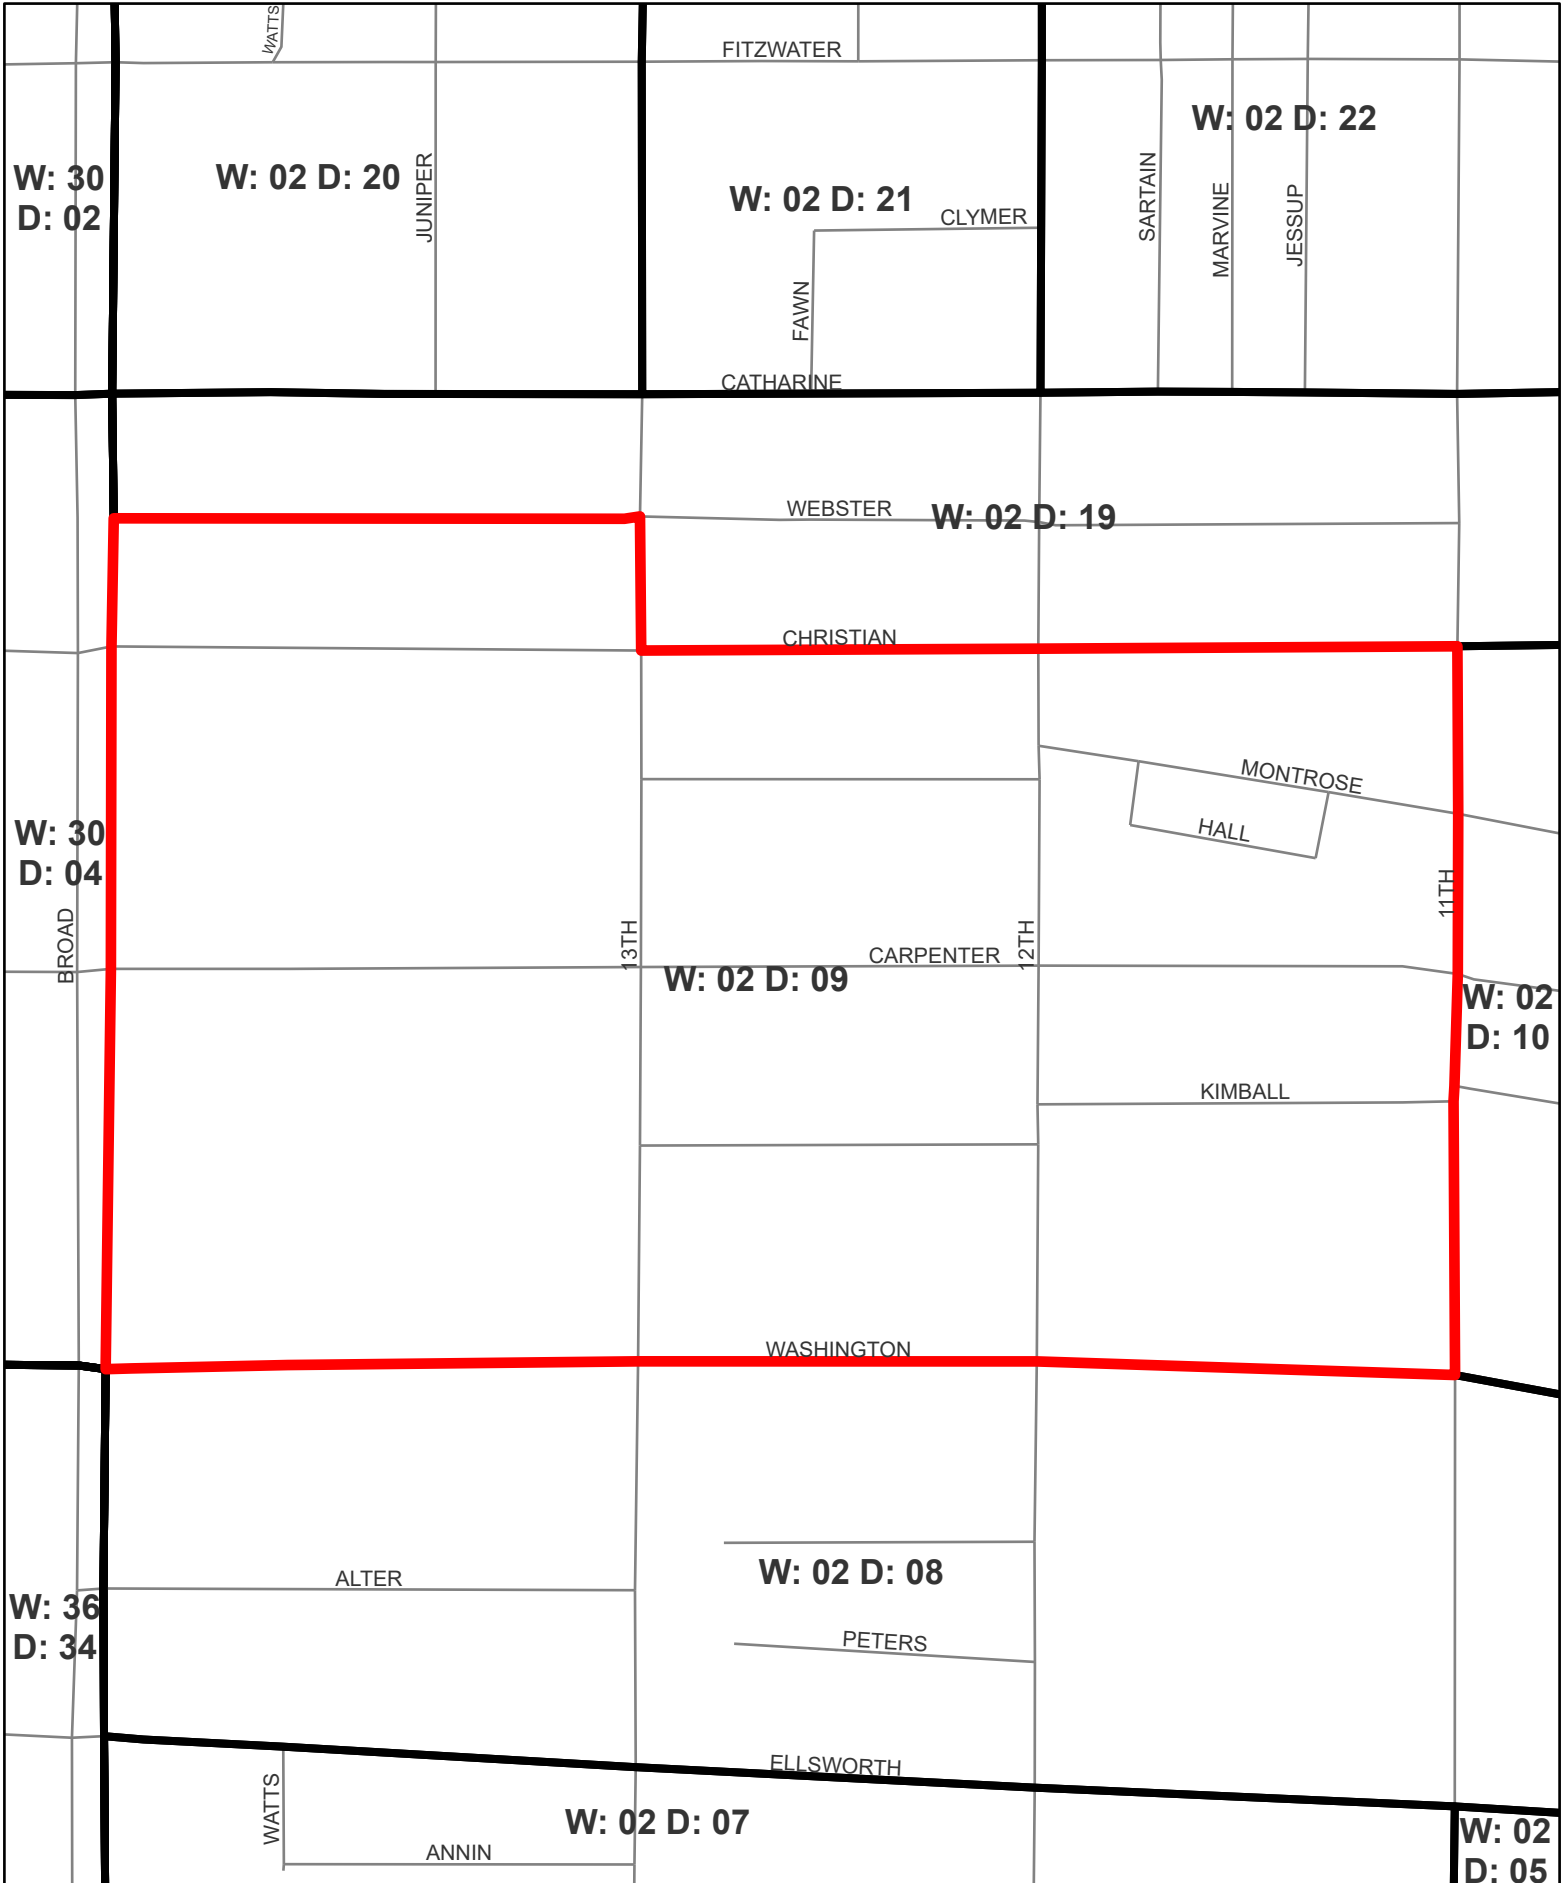 WATTS
FITZWATER
W: 02 D: 22
W: 30
D: 02
W: 02 D: 20
JUNIPER
W: 02 D: 21
CLYMER
SARTAIN
MARVINE
JESSUP
FAWN
CATHARINE
WEBSTER
W: 02 D: 19
CHRISTIAN
MONTROSE
HALL
W: 30
D: 04
BROAD
13TH
12TH
11TH
CARPENTER
W: 02 D: 09
W: 02
D: 10
KIMBALL
WASHINGTON
ALTER
W: 02 D: 08
W: 36
D: 34
PETERS
ELLSWORTH
WATTS
W: 02 D: 07
ANNIN
W: 02
D: 05